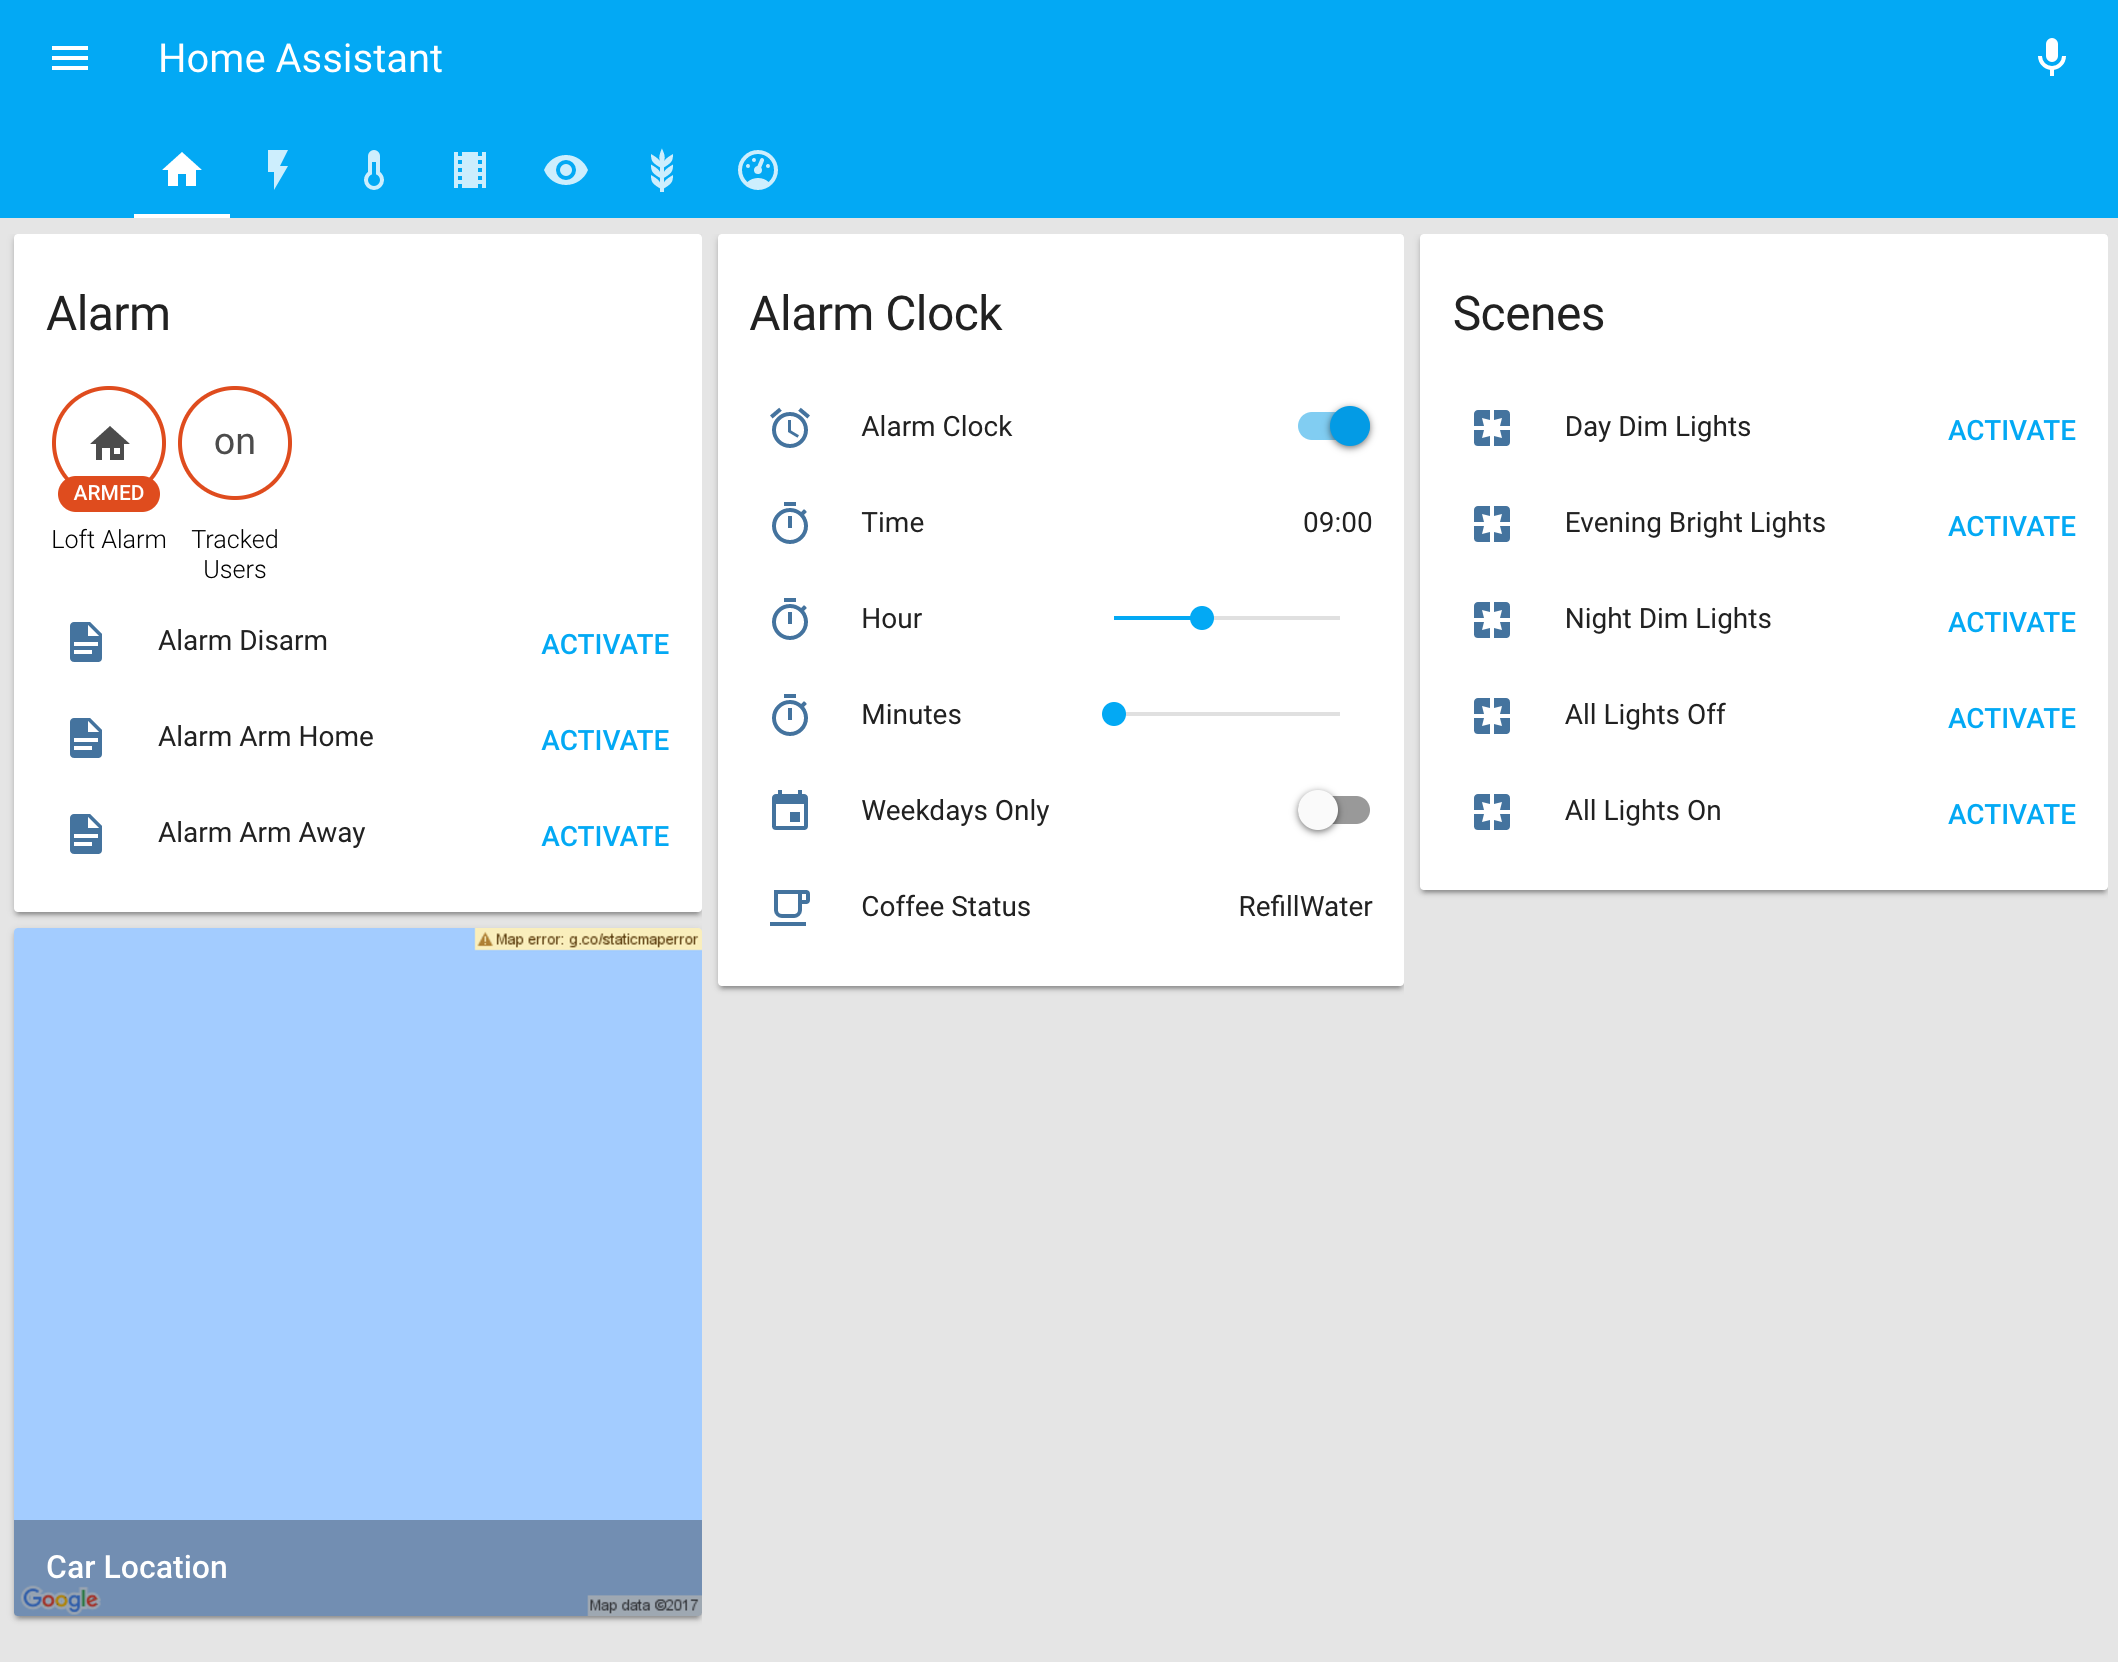 Home Assistant
Alarm
on
ARMED
Loft Alarm
Tracked
Users
Alarm Disarm ACTIVATE
Alarm Arm Home ACTIVATE
Alarm Arm Away ACTIVATE
Map error: g.co/staticmaperror
Car Location
Google
Map data ©2017
Alarm Clock
Alarm Clock
Time 09:00
Hour
Minutes
Weekdays Only
Coffee Status RefillWater
Scenes
Day Dim Lights ACTIVATE
Evening Bright Lights ACTIVATE
Night Dim Lights ACTIVATE
All Lights Off ACTIVATE
All Lights On ACTIVATE